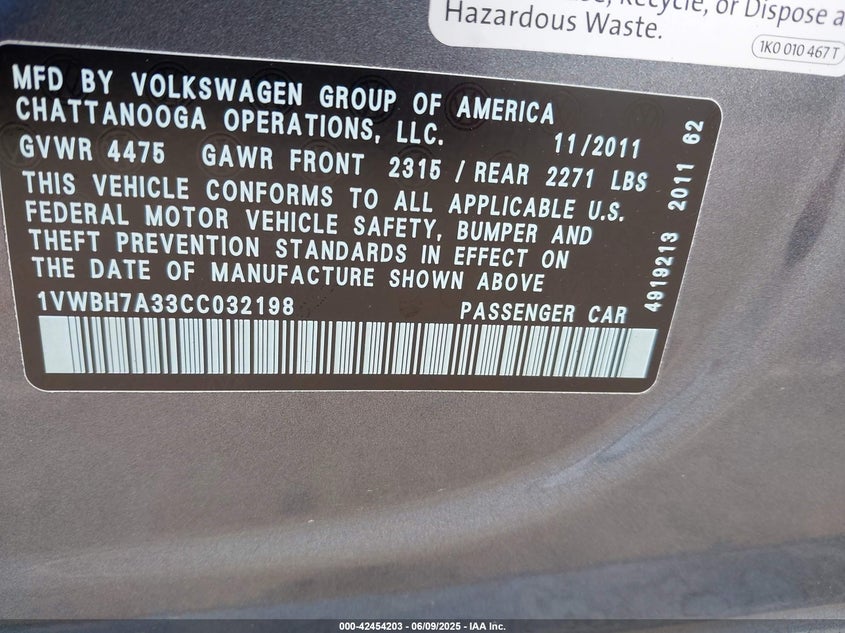 Recycle, or Dispose a
Hazardous Waste.
1K0 010 467 T
MFD BY VOLKSWAGEN GROUP OF AMERICA
CHATTANOOGA OPERATIONS, LLC.
11/2011
GVWR 4475 GAWR FRONT 2315 / REAR 2271 LBS
THIS VEHICLE CONFORMS TO ALL APPLICABLE U.S.
FEDERAL MOTOR VEHICLE SAFETY, BUMPER AND
THEFT PREVENTION STANDARDS IN EFFECT ON
THE DATE OF MANUFACTURE SHOWN ABOVE
1VWBH7A33CC032198 PASSENGER CAR
4919213 2011 62
000-42454203 - 06/09/2025 - IAA Inc.